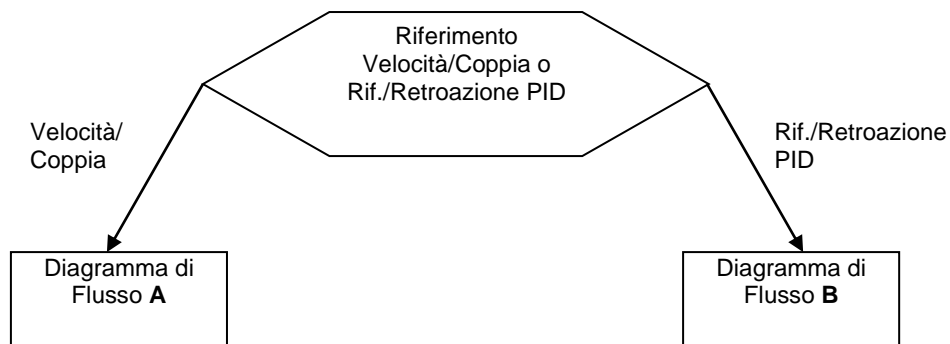 Riferimento
Velocità/Coppia o
Rif./Retroazione PID
Velocità/
Coppia
Rif./Retroazione
PID
Diagramma di
Flusso A
Diagramma di
Flusso B